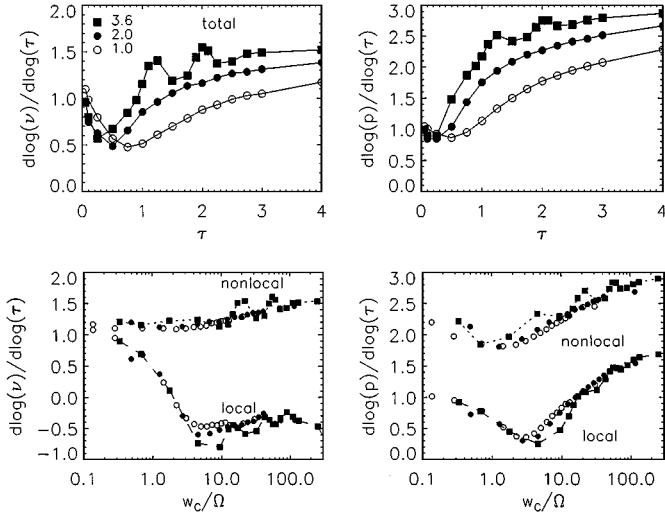 ■ 3.6
● 2.0
○ 1.0
total
dlog(ν)/dlog(τ)
2.0
1.5
1.0
0.5
0.0
0 1 2 3 4
τ
dlog(p)/dlog(τ)
3.0
2.5
2.0
1.5
1.0
0.5
0.0
0 1 2 3 4
τ
dlog(ν)/dlog(τ)
2.0
1.5
1.0
0.5
0.0
−0.5
−1.0
nonlocal
local
0.1 1.0 10.0 100.0
w_c/Ω
dlog(p)/dlog(τ)
3.0
2.5
2.0
1.5
1.0
0.5
0.0
nonlocal
local
0.1 1.0 10.0 100.0
w_c/Ω